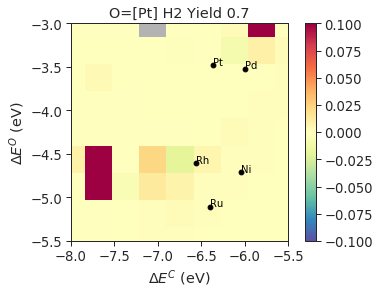 O=[Pt] H2 Yield 0.7
−3.0
−3.5
−4.0
−4.5
−5.0
−5.5
ΔE^O (eV)
Pt
Pd
Rh
Ni
Ru
−8.0 −7.5 −7.0 −6.5 −6.0 −5.5
ΔE^C (eV)
0.100
0.075
0.050
0.025
0.000
−0.025
−0.050
−0.075
−0.100